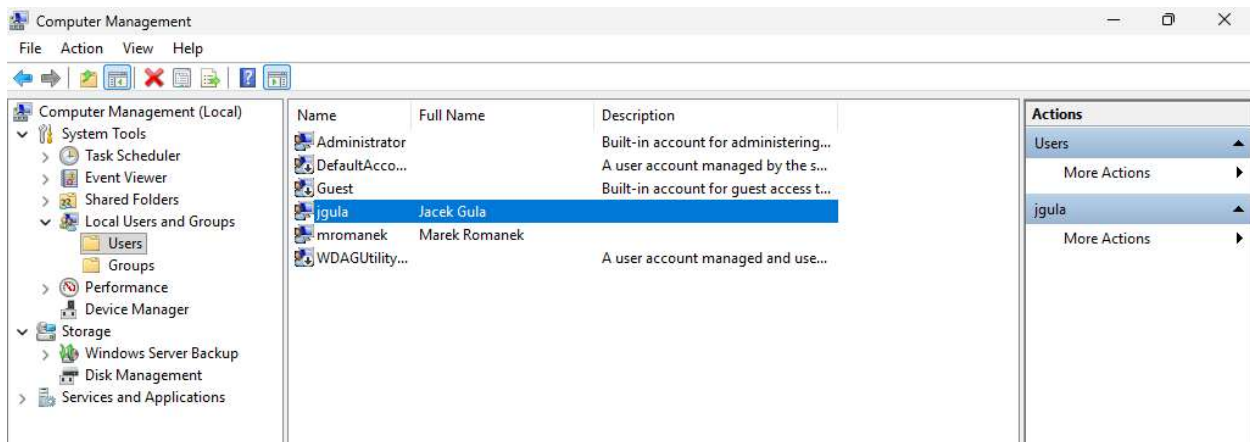 Computer Management
File Action View Help
Computer Management (Local)
System Tools
Task Scheduler
Event Viewer
Shared Folders
Local Users and Groups
Users
Groups
Performance
Device Manager
Storage
Windows Server Backup
Disk Management
Services and Applications
Name Full Name Description
Administrator Built-in account for administering...
DefaultAcco... A user account managed by the s...
Guest Built-in account for guest access t...
jgula Jacek Gula
mromanek Marek Romanek
WDAGUtility... A user account managed and use...
Actions
Users
More Actions
jgula
More Actions